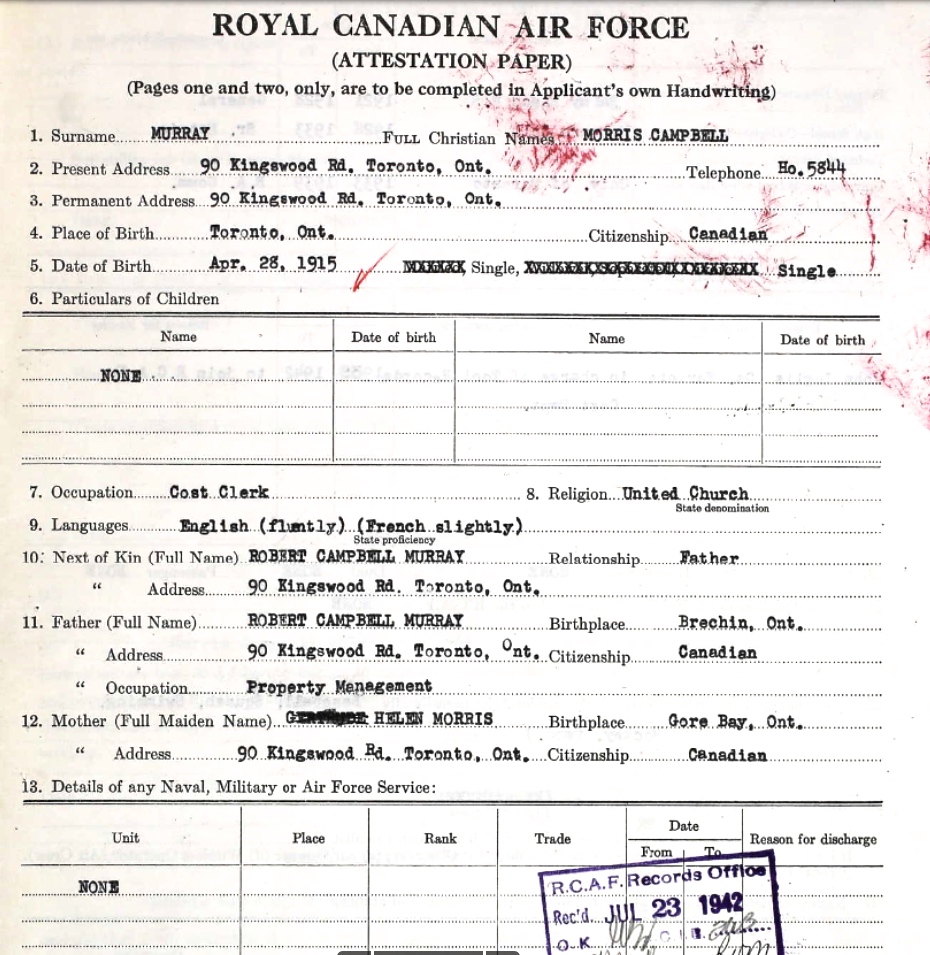 ROYAL CANADIAN AIR FORCE
(ATTESTATION PAPER)
(Pages one and two, only, are to be completed in Applicant's own Handwriting)
1. Surname MURRAY FULL Christian Names MORRIS CAMPBELL
2. Present Address 90 Kingswood Rd. Toronto, Ont. Telephone Ho. 5844
3. Permanent Address 90 Kingswood Rd. Toronto, Ont.
4. Place of Birth Toronto, Ont. Citizenship Canadian
5. Date of Birth Apr. 28, 1915 Single, Single
6. Particulars of Children
Name Date of birth Name Date of birth
NONE
7. Occupation Cost Clerk 8. Religion United Church
State denomination
9. Languages English (fluntly) (French slightly)
State proficiency
10. Next of Kin (Full Name) ROBERT CAMPBELL MURRAY Relationship Father
" Address 90 Kingswood Rd. Toronto, Ont.
11. Father (Full Name) ROBERT CAMPBELL MURRAY Birthplace Brechin, Ont.
" Address 90 Kingswood Rd. Toronto, Ont. Citizenship Canadian
" Occupation Property Management
12. Mother (Full Maiden Name) HELEN MORRIS Birthplace Gore Bay, Ont.
" Address 90 Kingswood Rd. Toronto, Ont. Citizenship Canadian
13. Details of any Naval, Military or Air Force Service:
Unit Place Rank Trade Date Reason for discharge
From To
NONE
R.C.A.F. Records Office
Rec'd. JUL 23 1942
O.K